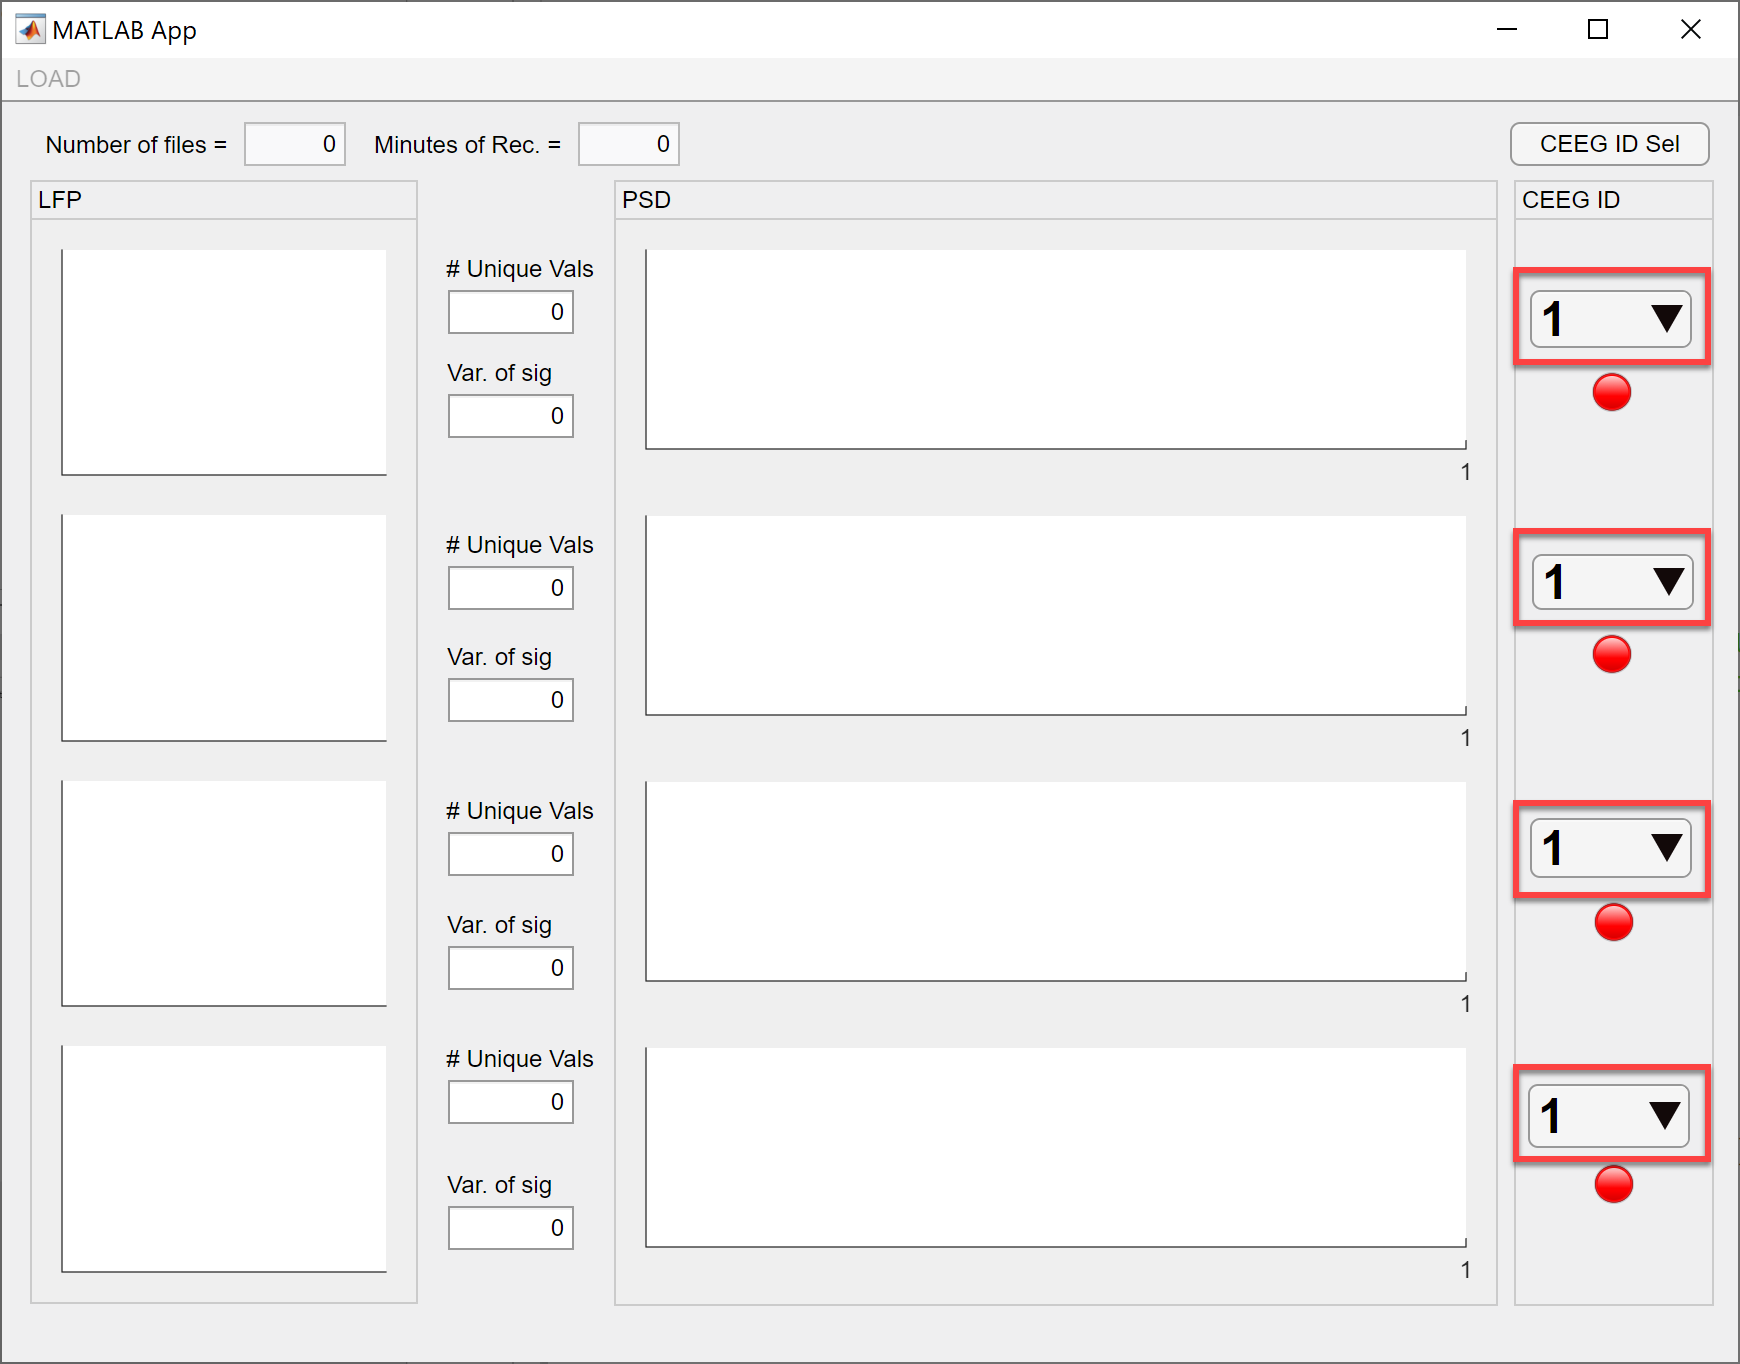 MATLAB App
LOAD
Number of files = 0 Minutes of Rec. = 0 CEEG ID Sel
LFP PSD CEEG ID
# Unique Vals
0
1
Var. of sig
0
1
# Unique Vals
0
1
Var. of sig
0
1
# Unique Vals
0
1
Var. of sig
0
1
# Unique Vals
0
1
Var. of sig
0
1